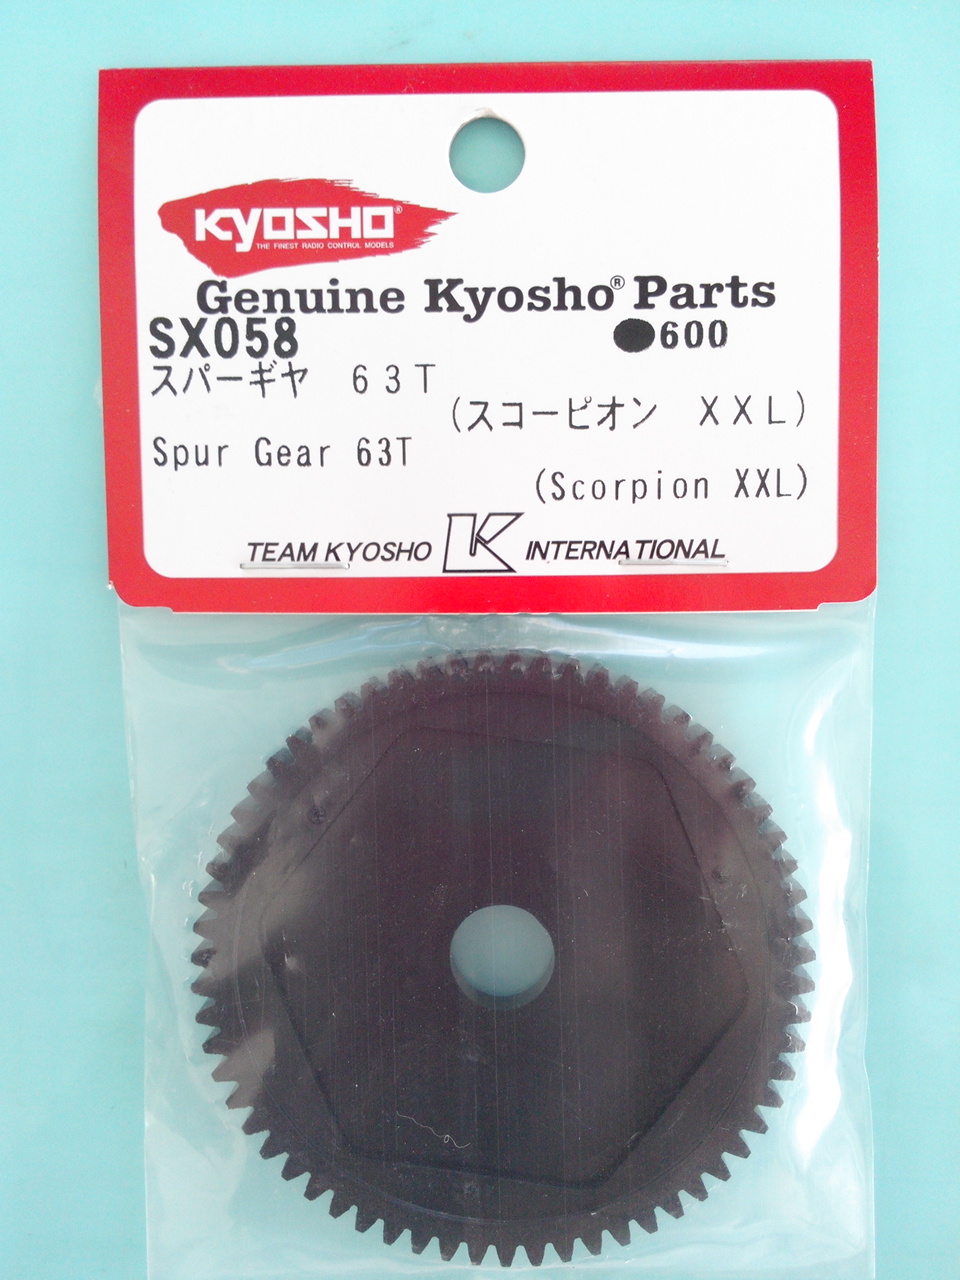 KYOSHO®
THE FINEST RADIO CONTROL MODELS
Genuine Kyosho® Parts
SX058 ●600
スパーギヤ 63T
(スコーピオン XXL)
Spur Gear 63T
(Scorpion XXL)
TEAM KYOSHO K INTERNATIONAL